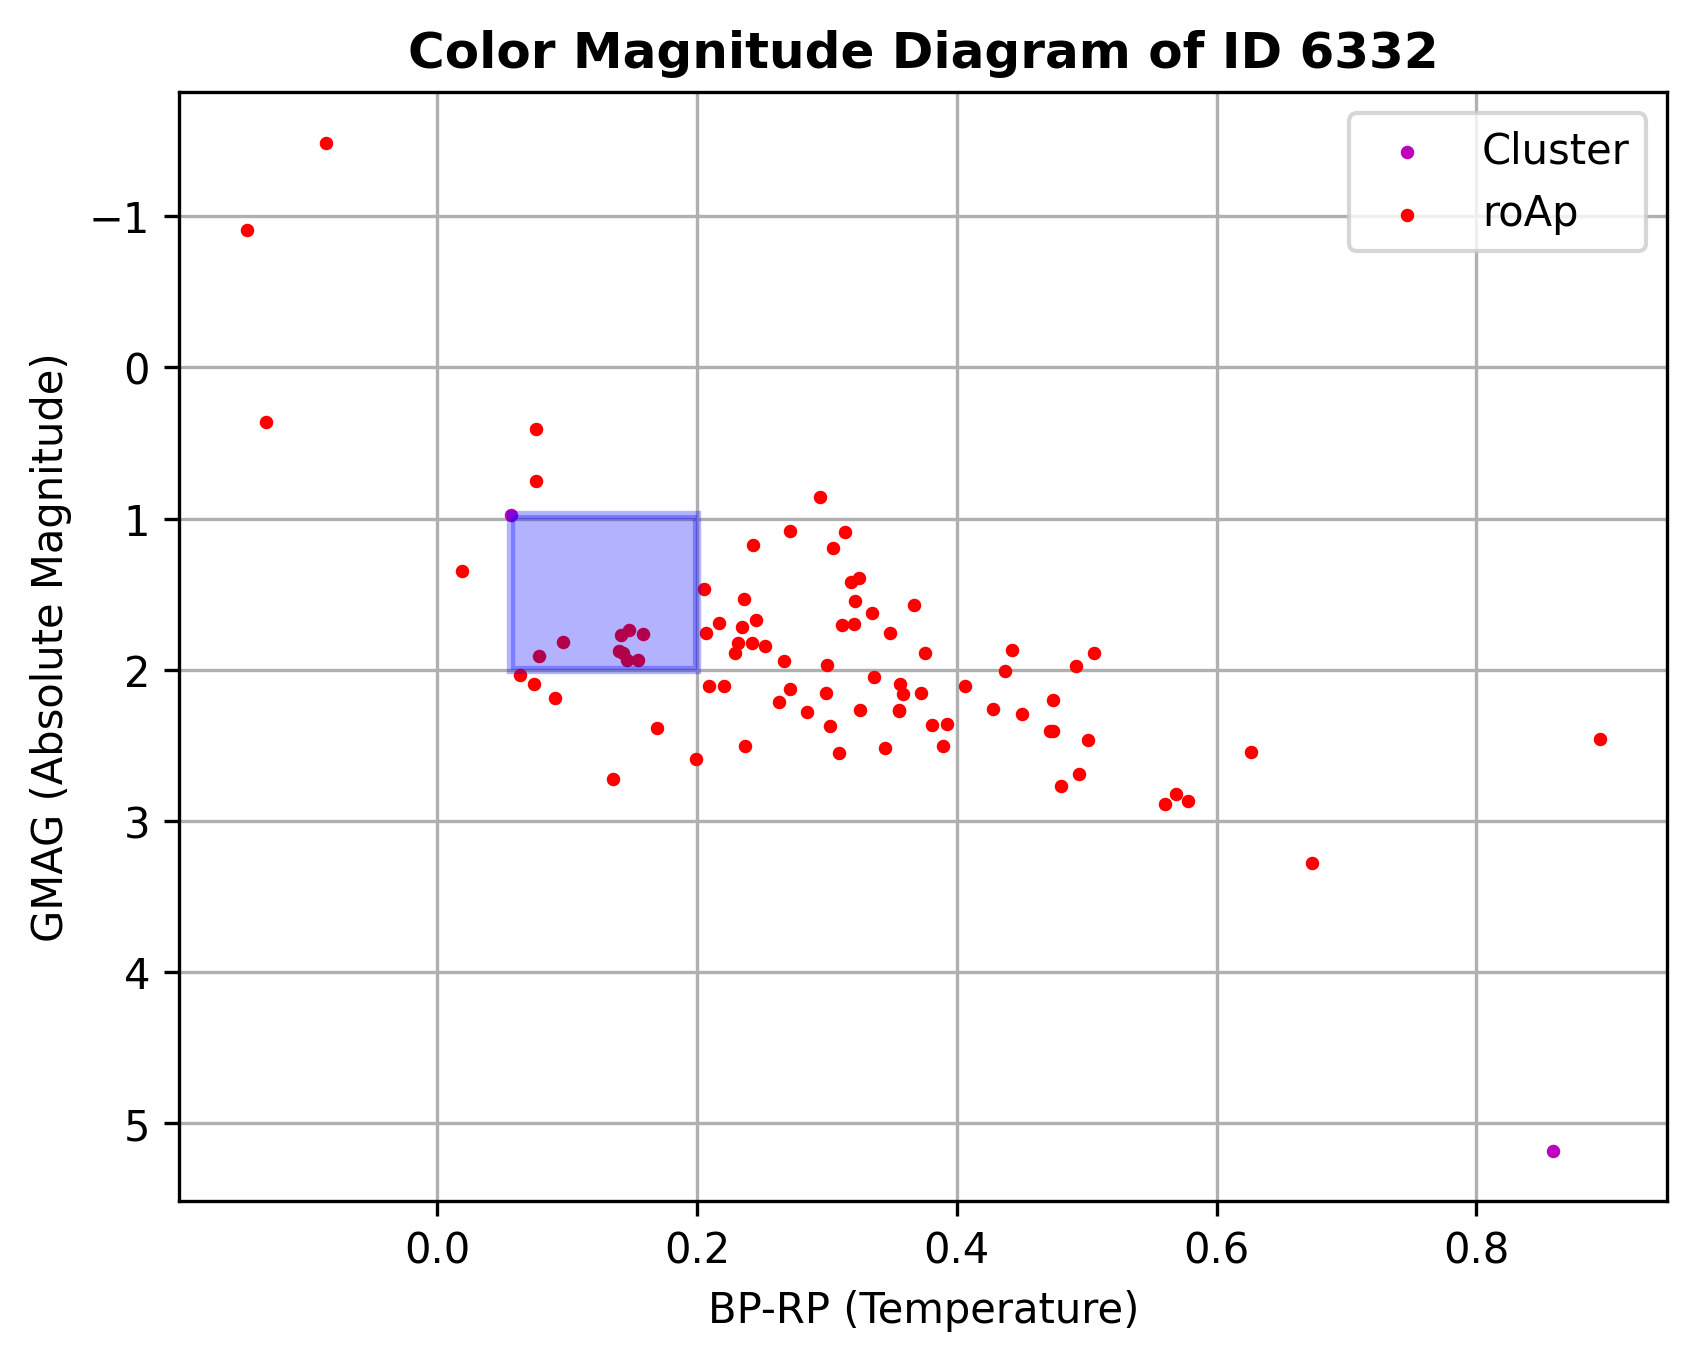 Color Magnitude Diagram of ID 6332
Cluster
roAp
GMAG (Absolute Magnitude)
−1
0
1
2
3
4
5
0.0 0.2 0.4 0.6 0.8
BP-RP (Temperature)